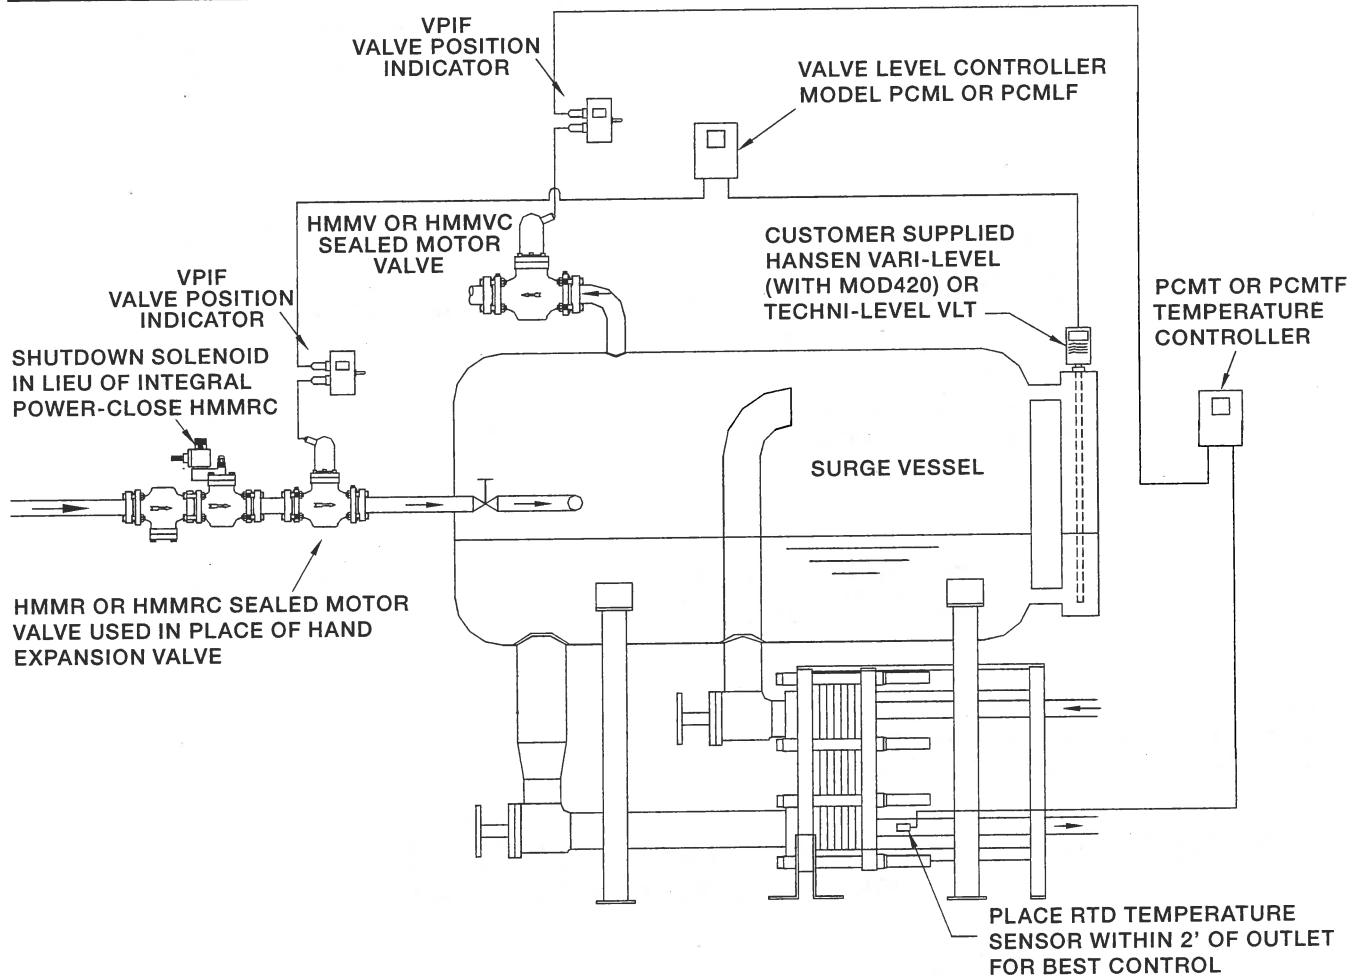 VPIF
VALVE POSITION
INDICATOR
VALVE LEVEL CONTROLLER
MODEL PCML OR PCMLF
HMMV OR HMMVC
SEALED MOTOR
VALVE
CUSTOMER SUPPLIED
HANSEN VARI-LEVEL
(WITH MOD420) OR
TECHNI-LEVEL VLT
VPIF
VALVE POSITION
INDICATOR
PCMT OR PCMTF
TEMPERATURE
CONTROLLER
SHUTDOWN SOLENOID
IN LIEU OF INTEGRAL
POWER-CLOSE HMMRC
SURGE VESSEL
HMMR OR HMMRC SEALED MOTOR
VALVE USED IN PLACE OF HAND
EXPANSION VALVE
PLACE RTD TEMPERATURE
SENSOR WITHIN 2' OF OUTLET
FOR BEST CONTROL